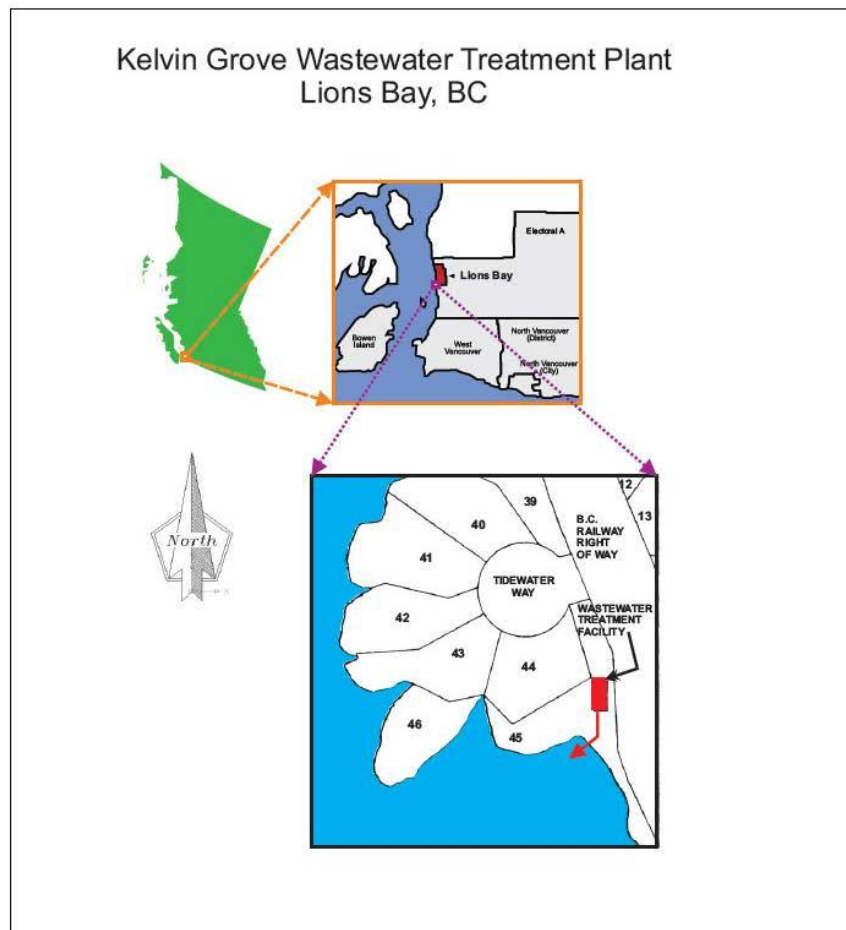 Kelvin Grove Wastewater Treatment Plant
Lions Bay, BC
Electoral A
Lions Bay
Bowen
Island
West
Vancouver
North Vancouver
(District)
North Vancouver
(City)
North
12
39
13
40
B.C.
RAILWAY
RIGHT
OF WAY
41
TIDEWATER
WAY
WASTEWATER
TREATMENT
FACILITY
42
43
44
46
45